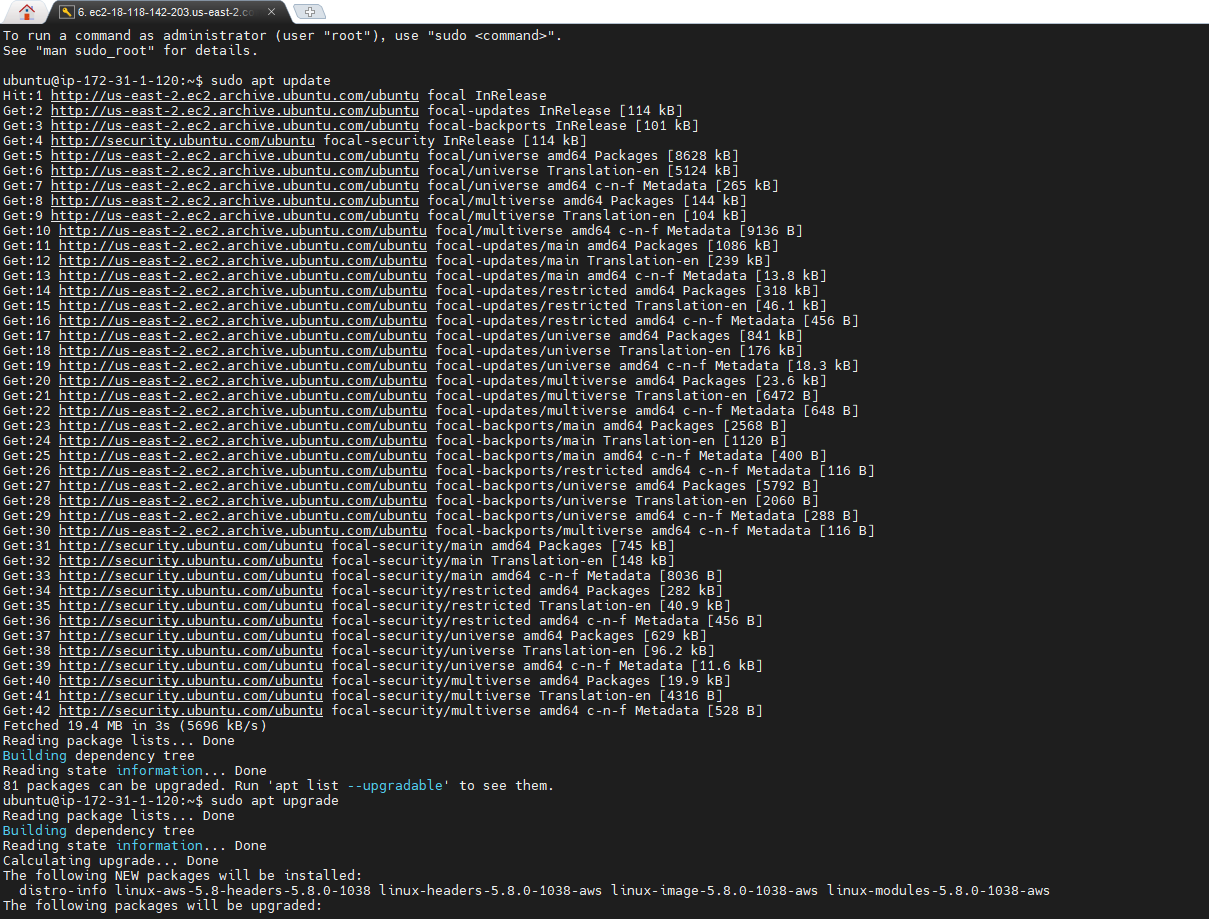 6. ec2-18-118-142-203.us-east-2.co
To run a command as administrator (user "root"), use "sudo <command>".
See "man sudo_root" for details.
ubuntu@ip-172-31-1-120:~$ sudo apt update
Hit:1 http://us-east-2.ec2.archive.ubuntu.com/ubuntu focal InRelease
Get:2 http://us-east-2.ec2.archive.ubuntu.com/ubuntu focal-updates InRelease [114 kB]
Get:3 http://us-east-2.ec2.archive.ubuntu.com/ubuntu focal-backports InRelease [101 kB]
Get:4 http://security.ubuntu.com/ubuntu focal-security InRelease [114 kB]
Get:5 http://us-east-2.ec2.archive.ubuntu.com/ubuntu focal/universe amd64 Packages [8628 kB]
Get:6 http://us-east-2.ec2.archive.ubuntu.com/ubuntu focal/universe Translation-en [5124 kB]
Get:7 http://us-east-2.ec2.archive.ubuntu.com/ubuntu focal/universe amd64 c-n-f Metadata [265 kB]
Get:8 http://us-east-2.ec2.archive.ubuntu.com/ubuntu focal/multiverse amd64 Packages [144 kB]
Get:9 http://us-east-2.ec2.archive.ubuntu.com/ubuntu focal/multiverse Translation-en [104 kB]
Get:10 http://us-east-2.ec2.archive.ubuntu.com/ubuntu focal/multiverse amd64 c-n-f Metadata [9136 B]
Get:11 http://us-east-2.ec2.archive.ubuntu.com/ubuntu focal-updates/main amd64 Packages [1086 kB]
Get:12 http://us-east-2.ec2.archive.ubuntu.com/ubuntu focal-updates/main Translation-en [239 kB]
Get:13 http://us-east-2.ec2.archive.ubuntu.com/ubuntu focal-updates/main amd64 c-n-f Metadata [13.8 kB]
Get:14 http://us-east-2.ec2.archive.ubuntu.com/ubuntu focal-updates/restricted amd64 Packages [318 kB]
Get:15 http://us-east-2.ec2.archive.ubuntu.com/ubuntu focal-updates/restricted Translation-en [46.1 kB]
Get:16 http://us-east-2.ec2.archive.ubuntu.com/ubuntu focal-updates/restricted amd64 c-n-f Metadata [456 B]
Get:17 http://us-east-2.ec2.archive.ubuntu.com/ubuntu focal-updates/universe amd64 Packages [841 kB]
Get:18 http://us-east-2.ec2.archive.ubuntu.com/ubuntu focal-updates/universe Translation-en [176 kB]
Get:19 http://us-east-2.ec2.archive.ubuntu.com/ubuntu focal-updates/universe amd64 c-n-f Metadata [18.3 kB]
Get:20 http://us-east-2.ec2.archive.ubuntu.com/ubuntu focal-updates/multiverse amd64 Packages [23.6 kB]
Get:21 http://us-east-2.ec2.archive.ubuntu.com/ubuntu focal-updates/multiverse Translation-en [6472 B]
Get:22 http://us-east-2.ec2.archive.ubuntu.com/ubuntu focal-updates/multiverse amd64 c-n-f Metadata [648 B]
Get:23 http://us-east-2.ec2.archive.ubuntu.com/ubuntu focal-backports/main amd64 Packages [2568 B]
Get:24 http://us-east-2.ec2.archive.ubuntu.com/ubuntu focal-backports/main Translation-en [1120 B]
Get:25 http://us-east-2.ec2.archive.ubuntu.com/ubuntu focal-backports/main amd64 c-n-f Metadata [400 B]
Get:26 http://us-east-2.ec2.archive.ubuntu.com/ubuntu focal-backports/restricted amd64 c-n-f Metadata [116 B]
Get:27 http://us-east-2.ec2.archive.ubuntu.com/ubuntu focal-backports/universe amd64 Packages [5792 B]
Get:28 http://us-east-2.ec2.archive.ubuntu.com/ubuntu focal-backports/universe Translation-en [2060 B]
Get:29 http://us-east-2.ec2.archive.ubuntu.com/ubuntu focal-backports/universe amd64 c-n-f Metadata [288 B]
Get:30 http://us-east-2.ec2.archive.ubuntu.com/ubuntu focal-backports/multiverse amd64 c-n-f Metadata [116 B]
Get:31 http://security.ubuntu.com/ubuntu focal-security/main amd64 Packages [745 kB]
Get:32 http://security.ubuntu.com/ubuntu focal-security/main Translation-en [148 kB]
Get:33 http://security.ubuntu.com/ubuntu focal-security/main amd64 c-n-f Metadata [8036 B]
Get:34 http://security.ubuntu.com/ubuntu focal-security/restricted amd64 Packages [282 kB]
Get:35 http://security.ubuntu.com/ubuntu focal-security/restricted Translation-en [40.9 kB]
Get:36 http://security.ubuntu.com/ubuntu focal-security/restricted amd64 c-n-f Metadata [456 B]
Get:37 http://security.ubuntu.com/ubuntu focal-security/universe amd64 Packages [629 kB]
Get:38 http://security.ubuntu.com/ubuntu focal-security/universe Translation-en [96.2 kB]
Get:39 http://security.ubuntu.com/ubuntu focal-security/universe amd64 c-n-f Metadata [11.6 kB]
Get:40 http://security.ubuntu.com/ubuntu focal-security/multiverse amd64 Packages [19.9 kB]
Get:41 http://security.ubuntu.com/ubuntu focal-security/multiverse Translation-en [4316 B]
Get:42 http://security.ubuntu.com/ubuntu focal-security/multiverse amd64 c-n-f Metadata [528 B]
Fetched 19.4 MB in 3s (5696 kB/s)
Reading package lists... Done
Building dependency tree
Reading state information... Done
81 packages can be upgraded. Run 'apt list --upgradable' to see them.
ubuntu@ip-172-31-1-120:~$ sudo apt upgrade
Reading package lists... Done
Building dependency tree
Reading state information... Done
Calculating upgrade... Done
The following NEW packages will be installed:
  distro-info linux-aws-5.8-headers-5.8.0-1038 linux-headers-5.8.0-1038-aws linux-image-5.8.0-1038-aws linux-modules-5.8.0-1038-aws
The following packages will be upgraded: